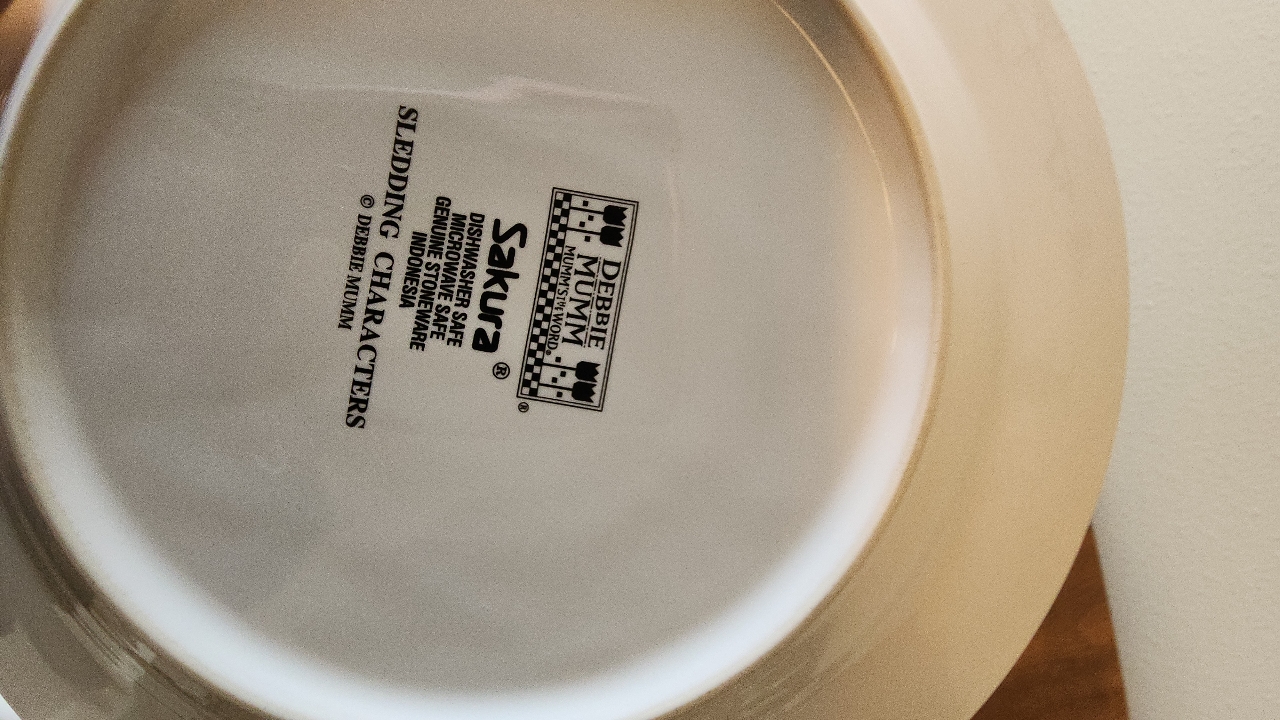 DEBBIE
MUMM
MUMM'S THE WORD®
®
Sakura®
DISHWASHER SAFE
MICROWAVE SAFE
GENUINE STONEWARE
INDONESIA
SLEDDING CHARACTERS
© DEBBIE MUMM